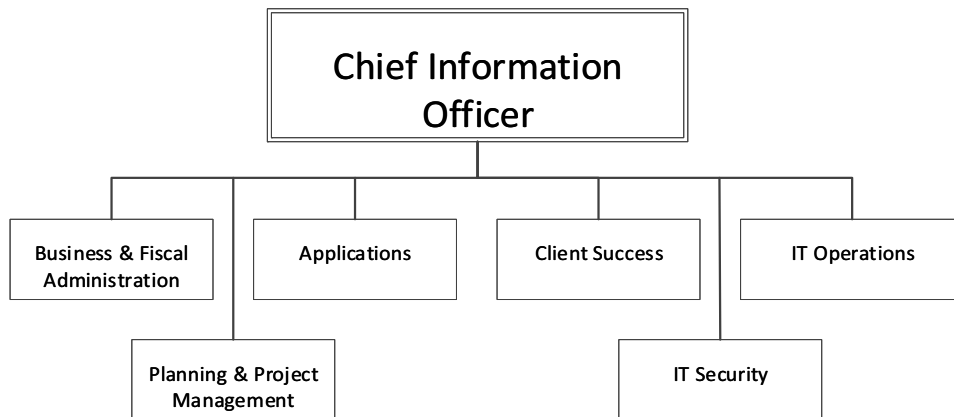 Chief Information
Officer
Business & Fiscal
Administration
Applications
Client Success
IT Operations
Planning & Project
Management
IT Security